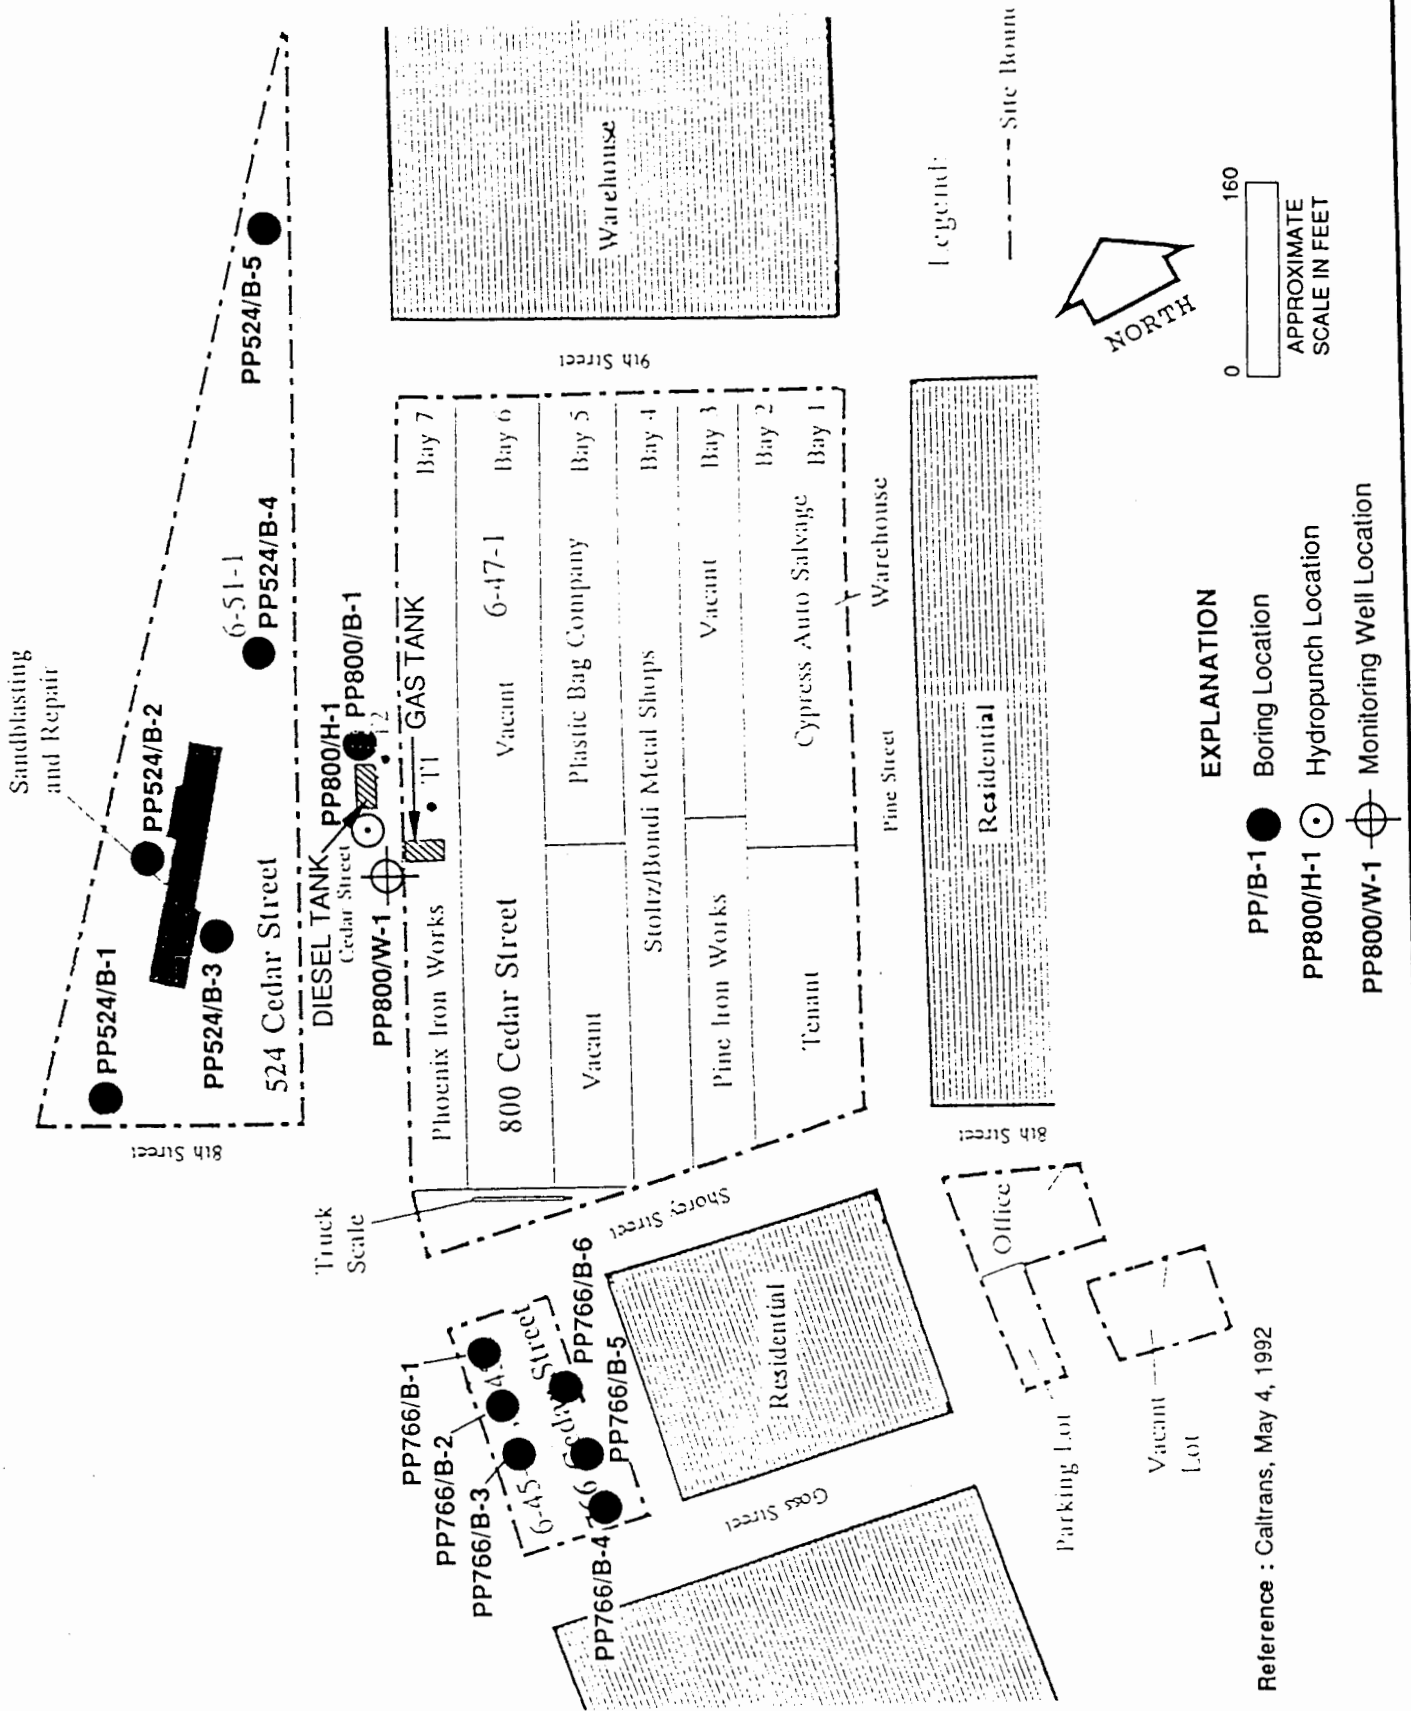 Sandblasting
and Repair
PP524/B-1
PP524/B-2
PP524/B-3
6-51-1
PP524/B-4
PP524/B-5
524 Cedar Street
8th Street
DIESEL TANK
PP800/H-1
PP800/B-1
Cedar Street
T2
PP800/W-1
GAS TANK
T1
Phoenix Iron Works
Bay 7
800 Cedar Street
Vacant
6-47-1
Bay 6
Vacant
Plastic Bag Company
Bay 5
Stoltz/Bondi Metal Shops
Bay 4
Pine Iron Works
Vacant
Bay 3
Bay 2
Tenant
Cypress Auto Salvage
Bay 1
Warehouse
9th Street
Warehouse
Truck
Scale
Shorey Street
Pine Street
Residential
8th Street
PP766/B-1
PP766/B-2
PP766/B-3
6-45-
766 Cedar Street
PP766/B-4
PP766/B-5
PP766/B-6
Residential
Goss Street
Office
Parking Lot
Vacant
Lot
Legend:
Site Boun
NORTH
0
160
APPROXIMATE
SCALE IN FEET
EXPLANATION
PP/B-1
Boring Location
PP800/H-1
Hydropunch Location
PP800/W-1
Monitoring Well Location
Reference : Caltrans, May 4, 1992